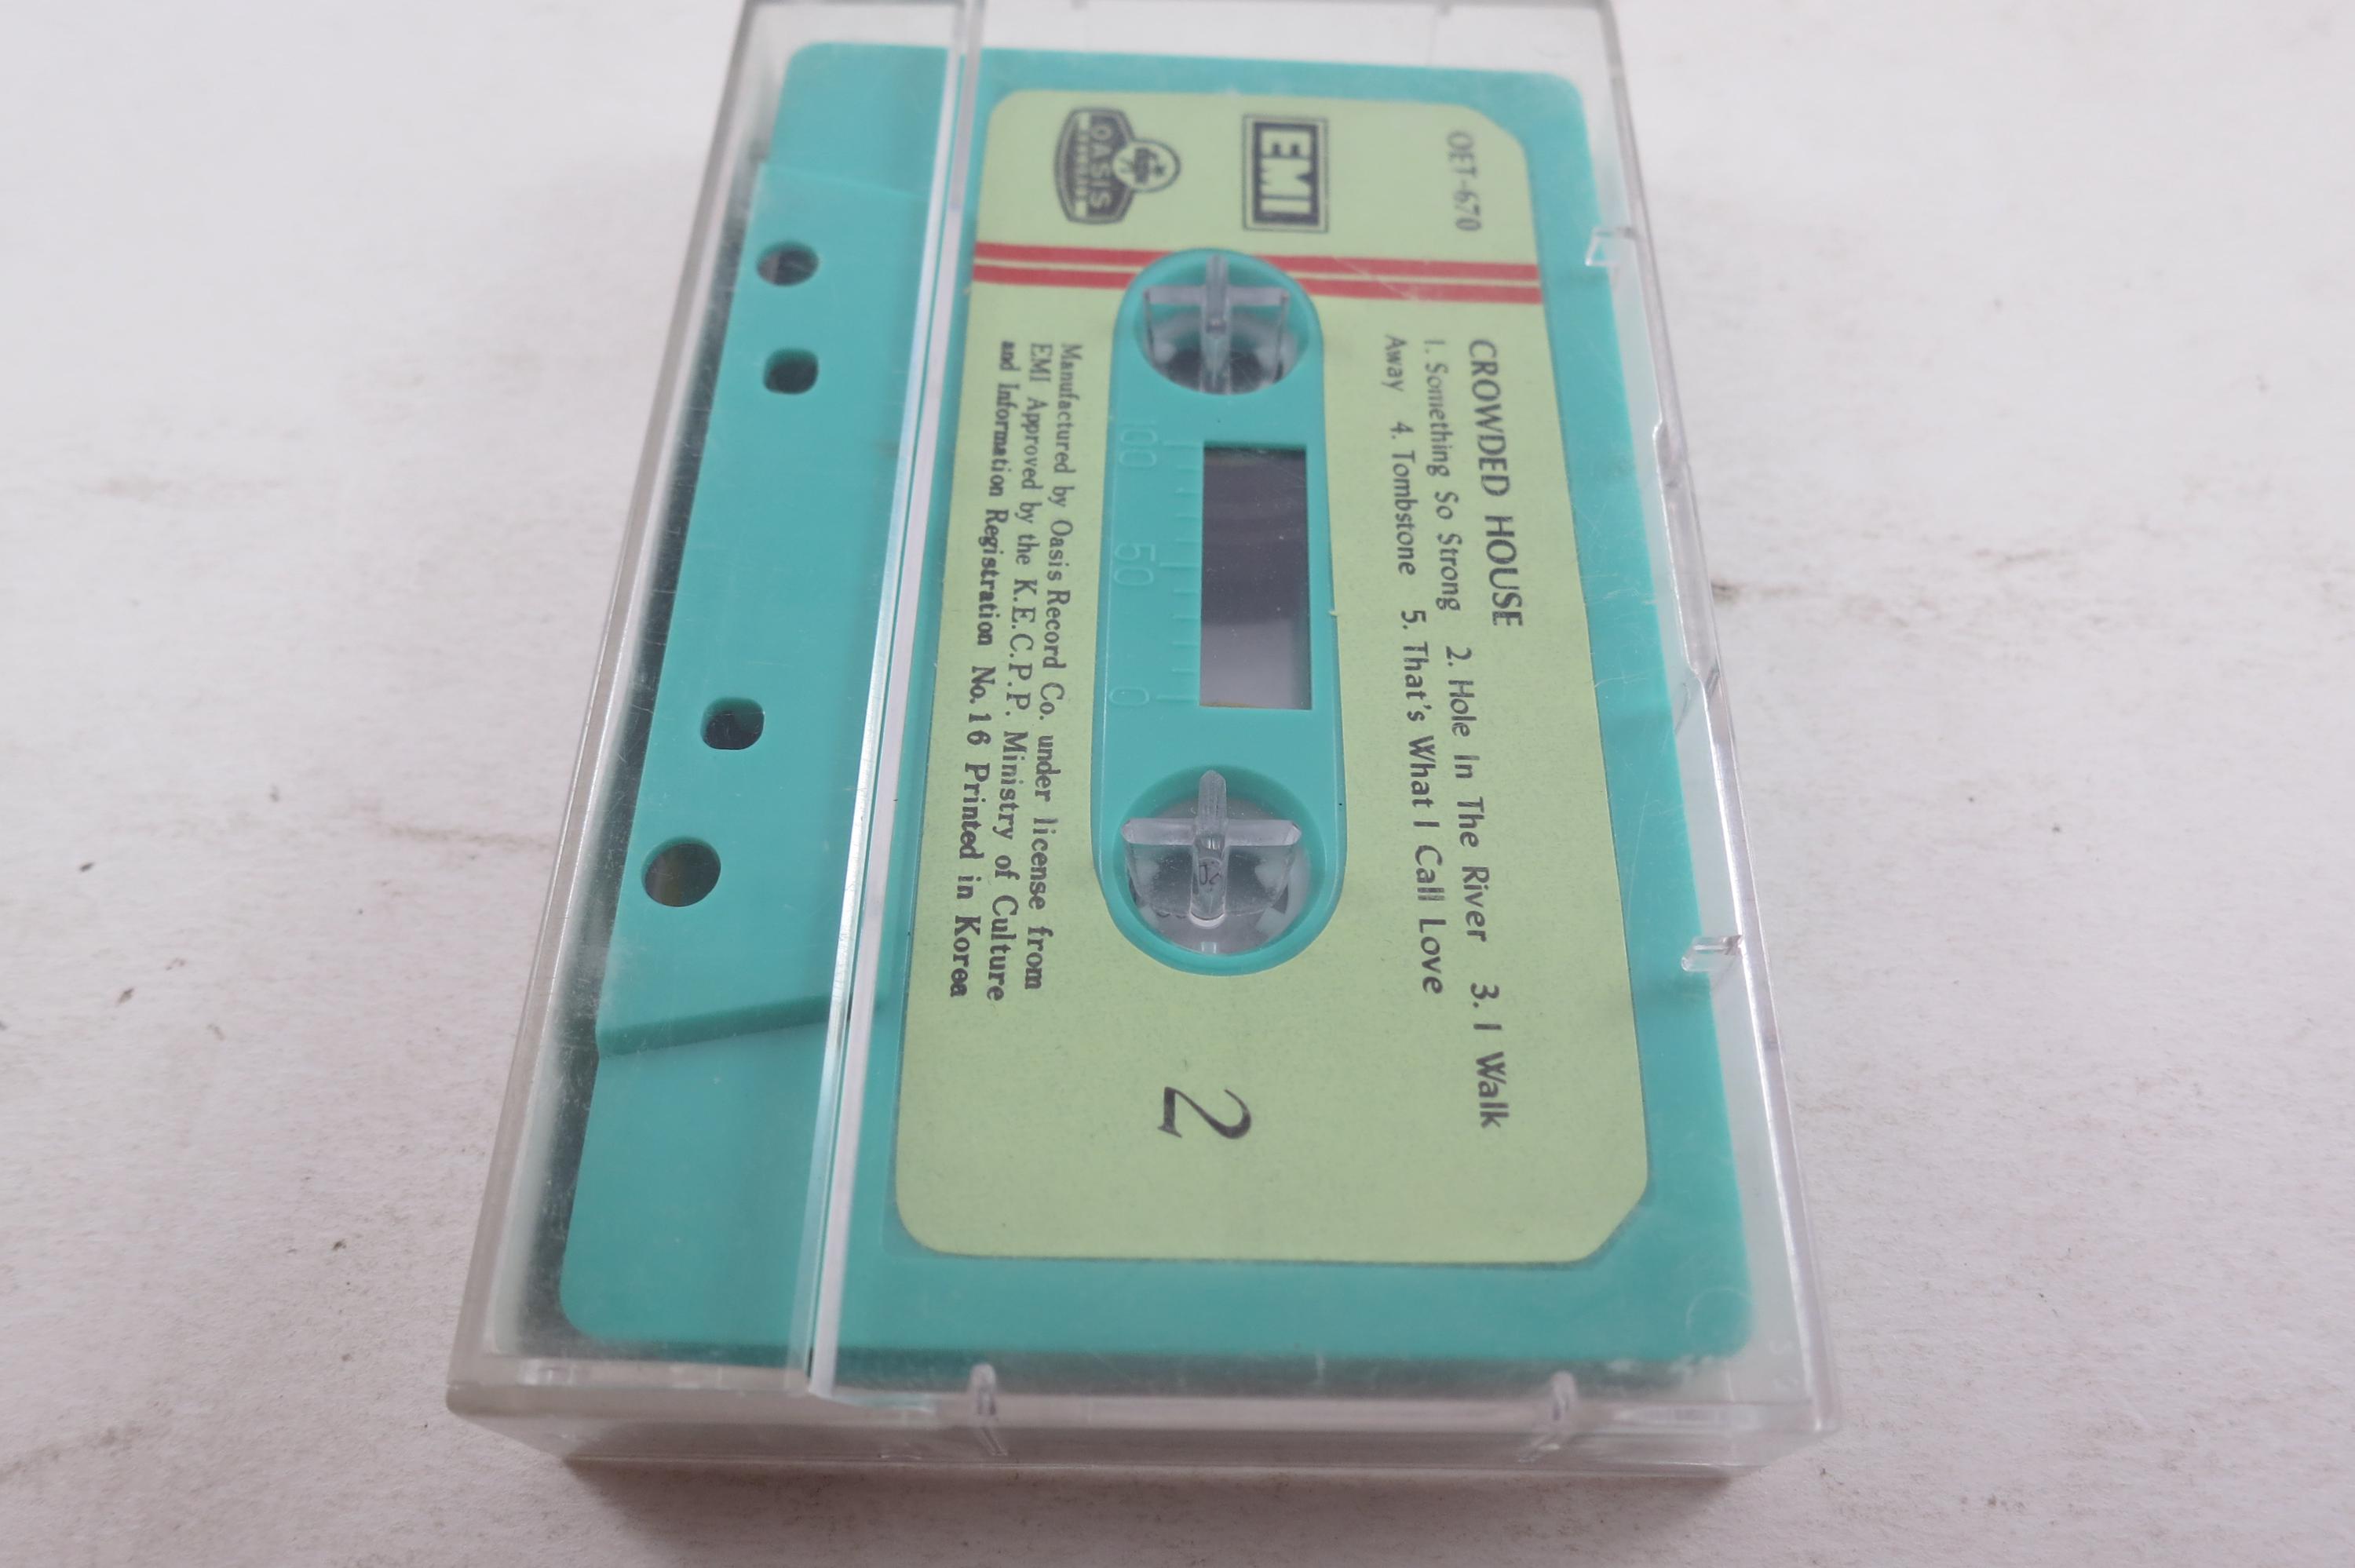 OET-670
EMI
OASIS
RECORDS
CROWDED HOUSE
1. Something So Strong 2. Hole In The River 3. I Walk
Away 4. Tombstone 5. That's What I Call Love
100 50 0
2
Manufactured by Oasis Record Co. under license from
EMI Approved by the K.E.C.P.P. Ministry of Culture
and Information Registration No.16 Printed in Korea